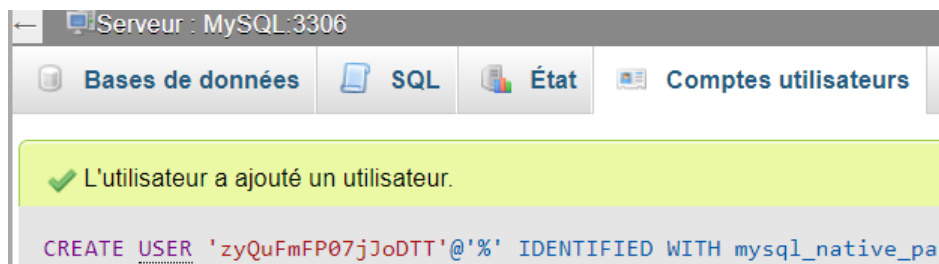 ← Serveur : MySQL:3306
Bases de données SQL État Comptes utilisateurs
L'utilisateur a ajouté un utilisateur.
CREATE USER 'zyQuFmFP07jJoDTT'@'%' IDENTIFIED WITH mysql_native_pa